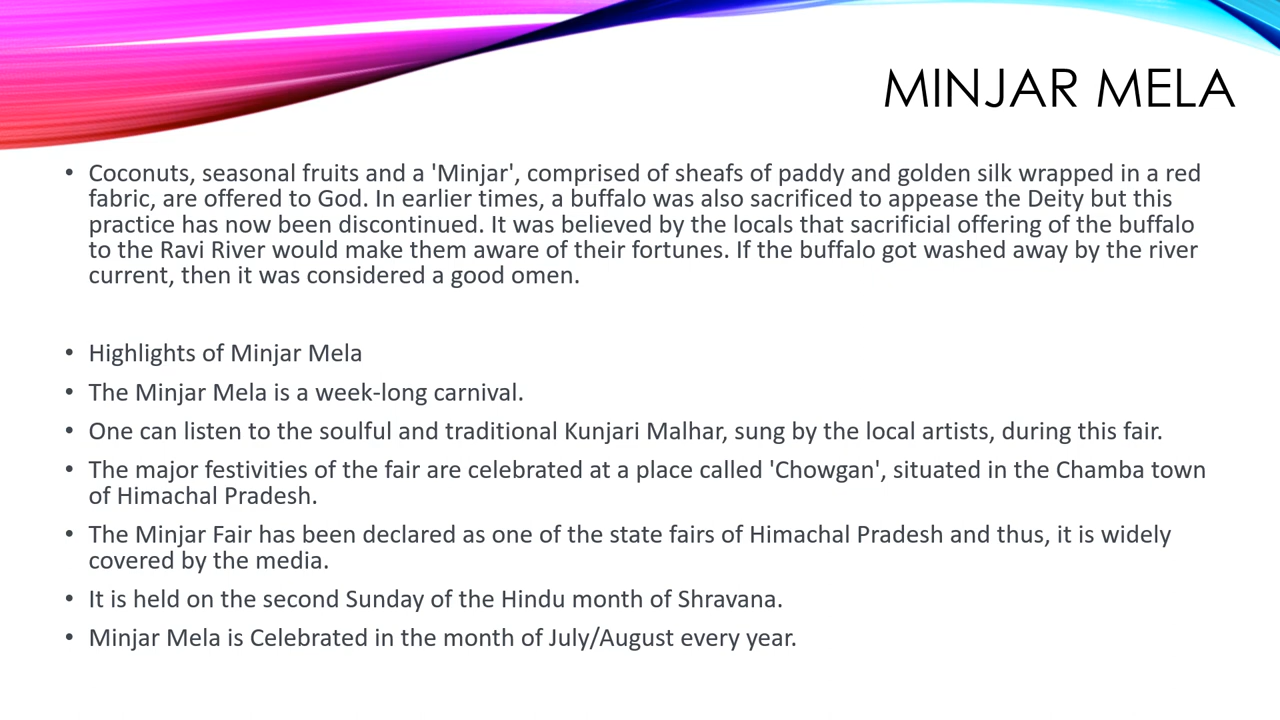 MINJAR MELA
• Coconuts, seasonal fruits and a 'Minjar', comprised of sheafs of paddy and golden silk wrapped in a red
fabric, are offered to God. In earlier times, a buffalo was also sacrificed to appease the Deity but this
practice has now been discontinued. It was believed by the locals that sacrificial offering of the buffalo
to the Ravi River would make them aware of their fortunes. If the buffalo got washed away by the river
current, then it was considered a good omen.
• Highlights of Minjar Mela
• The Minjar Mela is a week-long carnival.
• One can listen to the soulful and traditional Kunjari Malhar, sung by the local artists, during this fair.
• The major festivities of the fair are celebrated at a place called 'Chowgan', situated in the Chamba town
of Himachal Pradesh.
• The Minjar Fair has been declared as one of the state fairs of Himachal Pradesh and thus, it is widely
covered by the media.
• It is held on the second Sunday of the Hindu month of Shravana.
• Minjar Mela is Celebrated in the month of July/August every year.